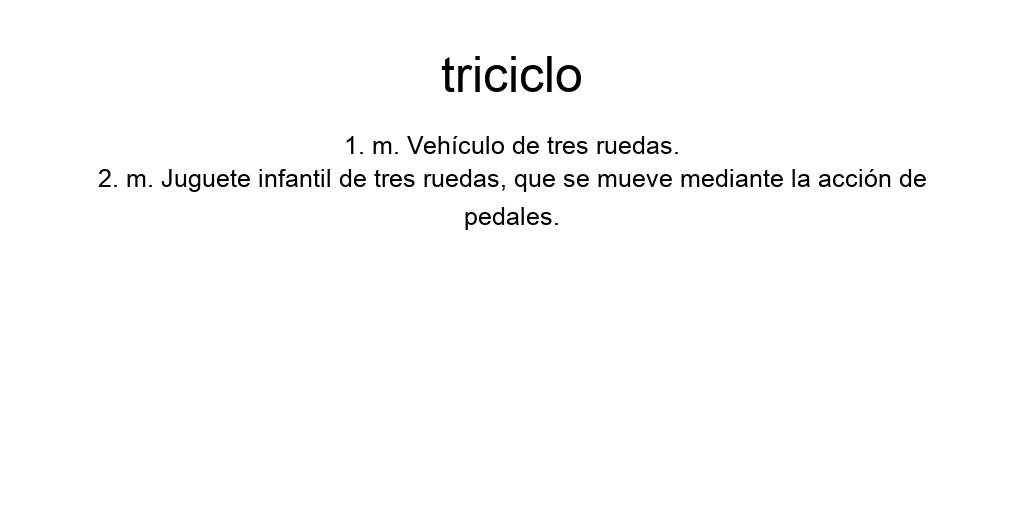 triciclo
1. m. Vehículo de tres ruedas.
2. m. Juguete infantil de tres ruedas, que se mueve mediante la acción de
pedales.